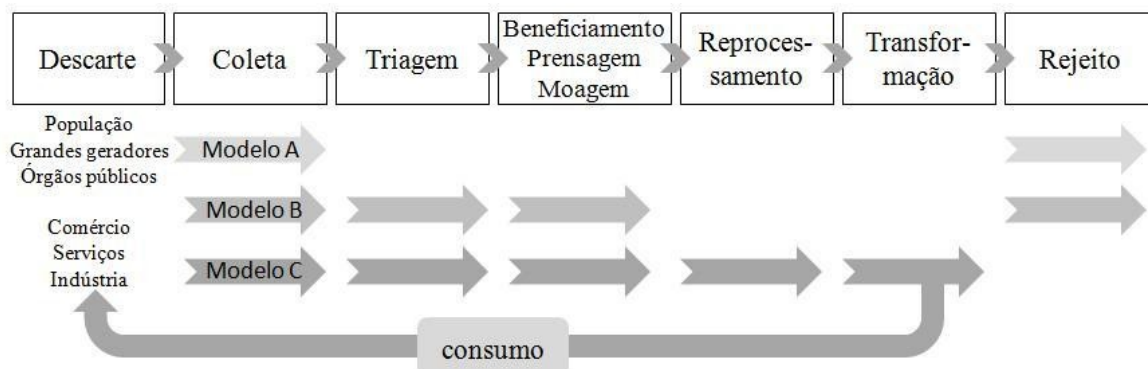 Descarte
Coleta
Triagem
Beneficiamento
Prensagem
Moagem
Reproces-
samento
Transfor-
mação
Rejeito
População
Grandes geradores
Órgãos públicos
Modelo A
Modelo B
Comércio
Serviços
Indústria
Modelo C
consumo